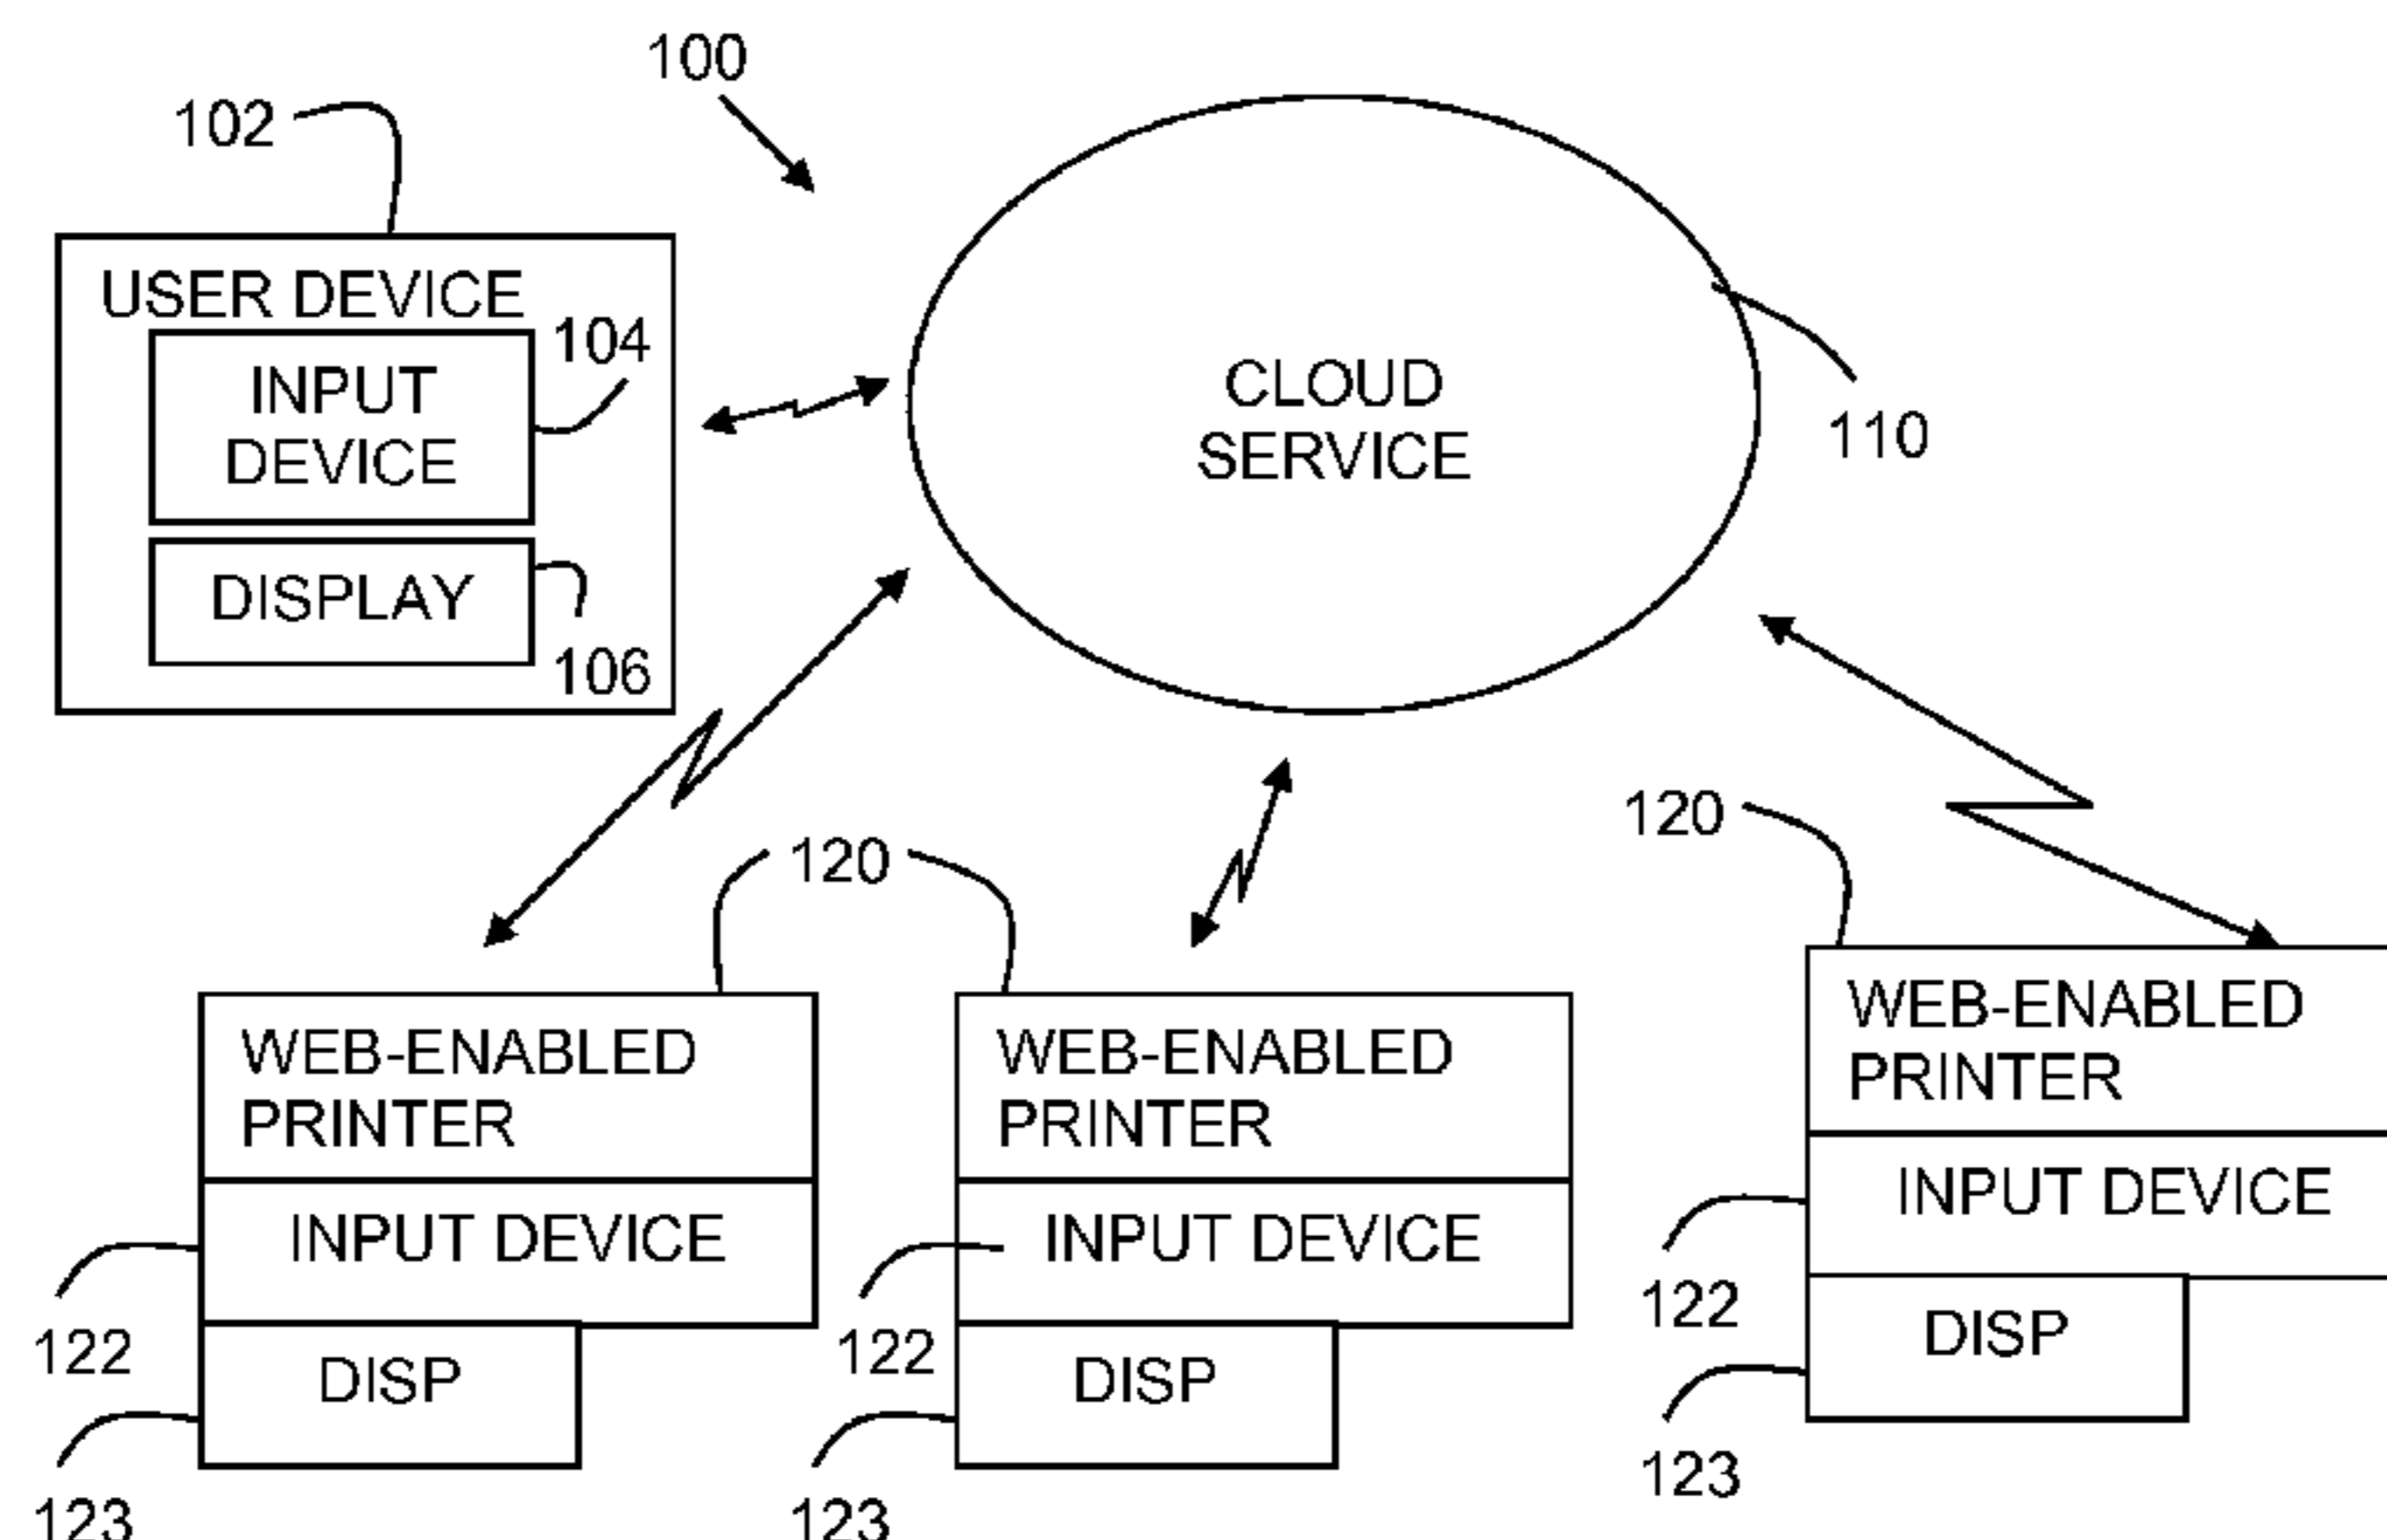 100
102
USER DEVICE
104
INPUT
DEVICE
DISPLAY
106
CLOUD
SERVICE
110
120
120
WEB-ENABLED
PRINTER
INPUT DEVICE
DISP
122
123
WEB-ENABLED
PRINTER
INPUT DEVICE
DISP
122
123
WEB-ENABLED
PRINTER
INPUT DEVICE
DISP
122
123